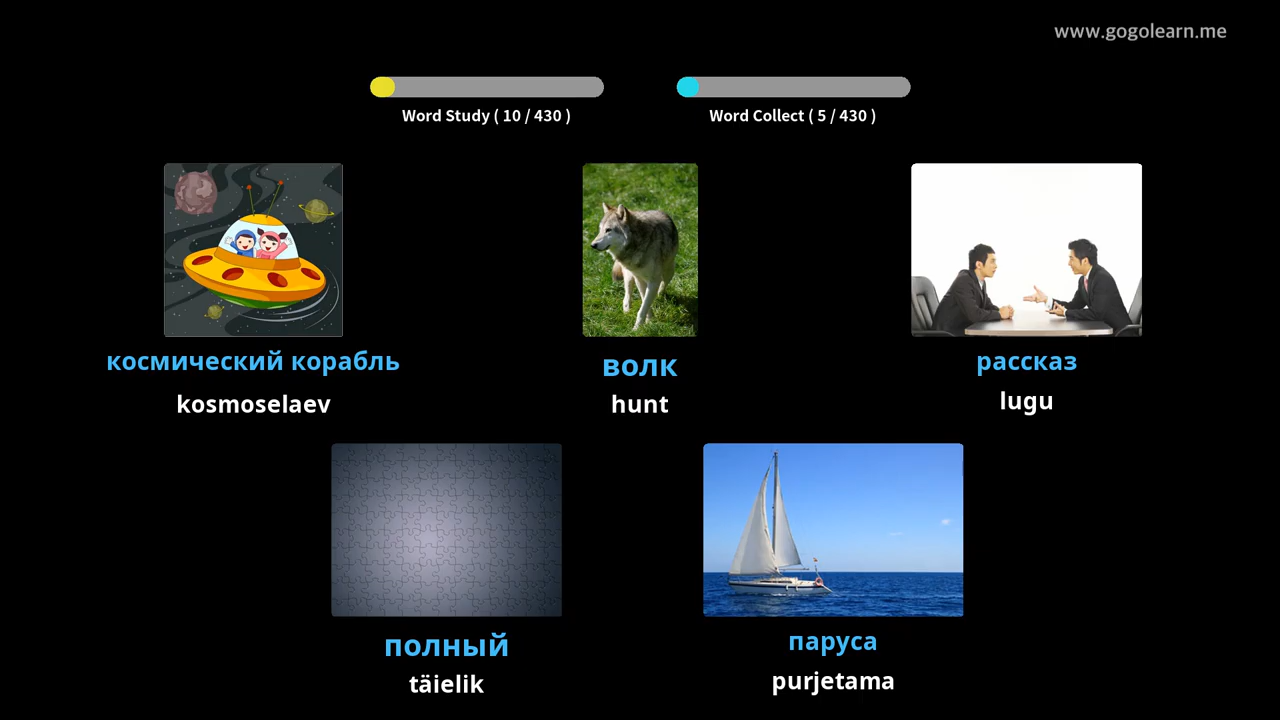 www.gogolearn.me
Word Study ( 10 / 430 )
Word Collect ( 5 / 430 )
космический корабль
kosmoselaev
волк
hunt
рассказ
lugu
полный
täielik
паруса
purjetama